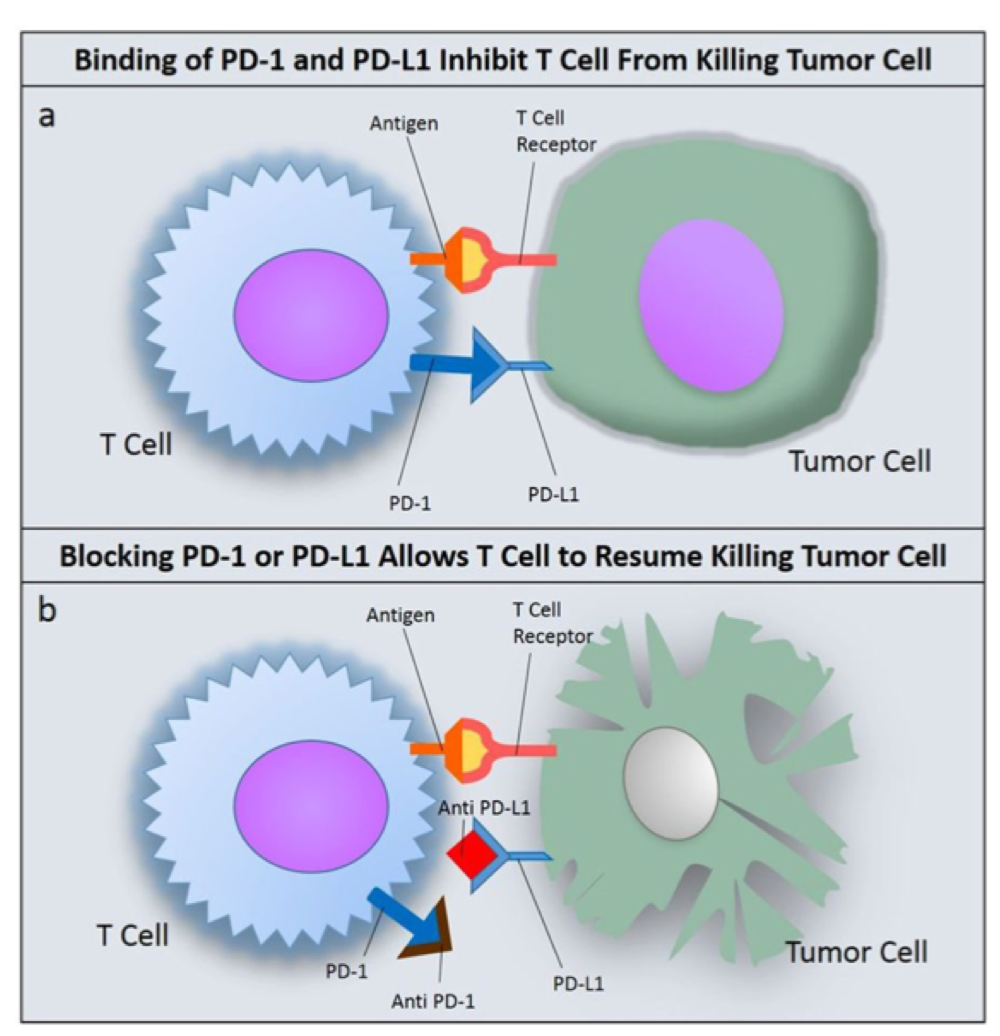 Binding of PD-1 and PD-L1 Inhibit T Cell From Killing Tumor Cell
a
Antigen
T Cell
Receptor
T Cell
Tumor Cell
PD-1
PD-L1
Blocking PD-1 or PD-L1 Allows T Cell to Resume Killing Tumor Cell
b
Antigen
T Cell
Receptor
Anti PD-L1
T Cell
Tumor Cell
PD-1
PD-L1
Anti PD-1